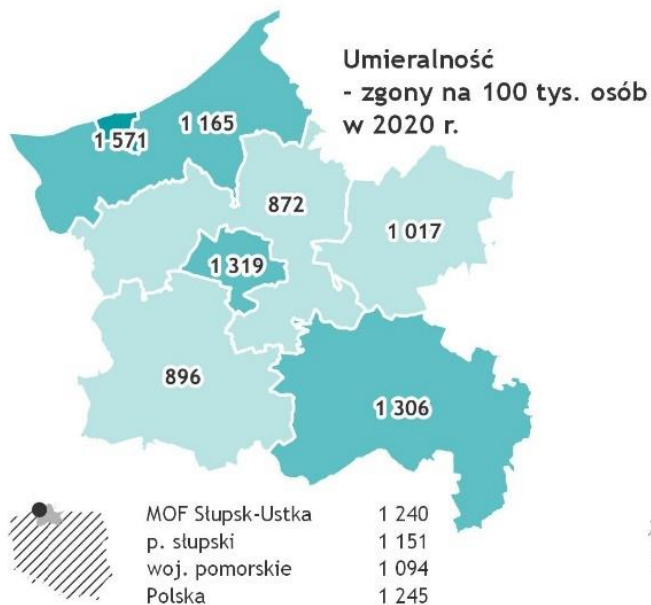 Umieralność
- zgony na 100 tys. osób
w 2020 r.
1 571
1 165
872
1 017
1 319
896
1 306
MOF Słupsk-Ustka 1 240
p. słupski 1 151
woj. pomorskie 1 094
Polska 1 245